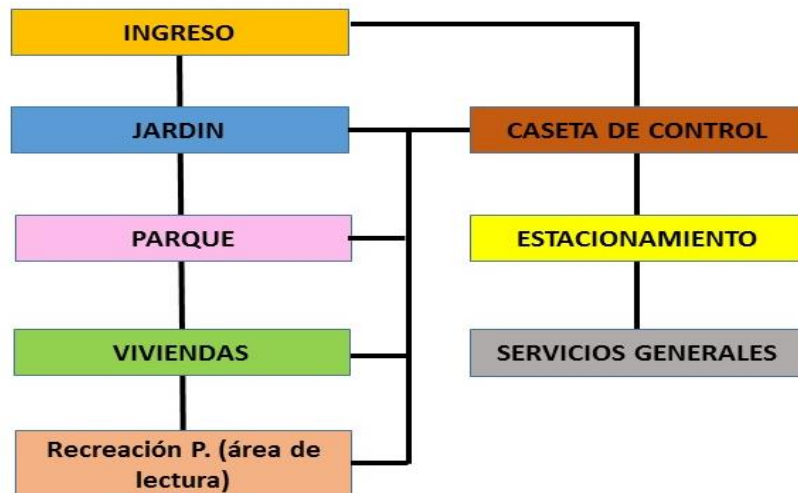 INGRESO
JARDIN
CASETA DE CONTROL
PARQUE
ESTACIONAMIENTO
VIVIENDAS
SERVICIOS GENERALES
Recreación P. (área de
lectura)